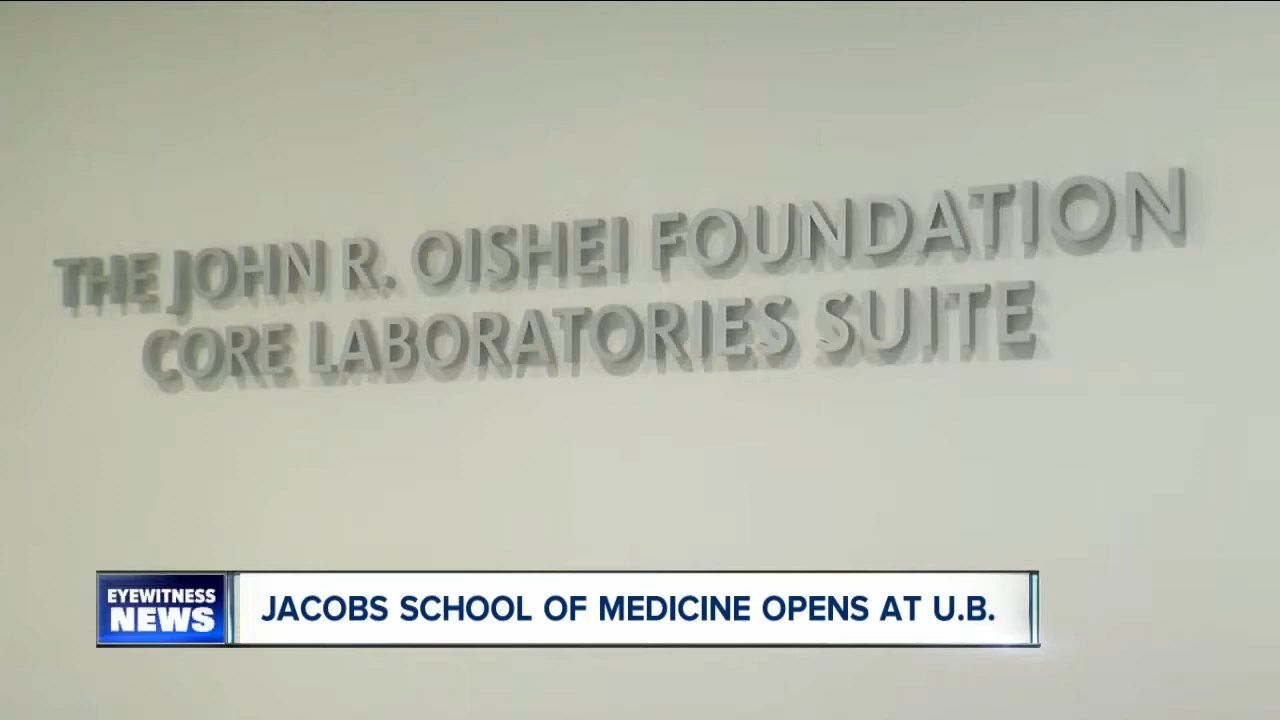 THE JOHN R. OISHEI FOUNDATION
CORE LABORATORIES SUITE
EYEWITNESS
NEWS
JACOBS SCHOOL OF MEDICINE OPENS AT U.B.